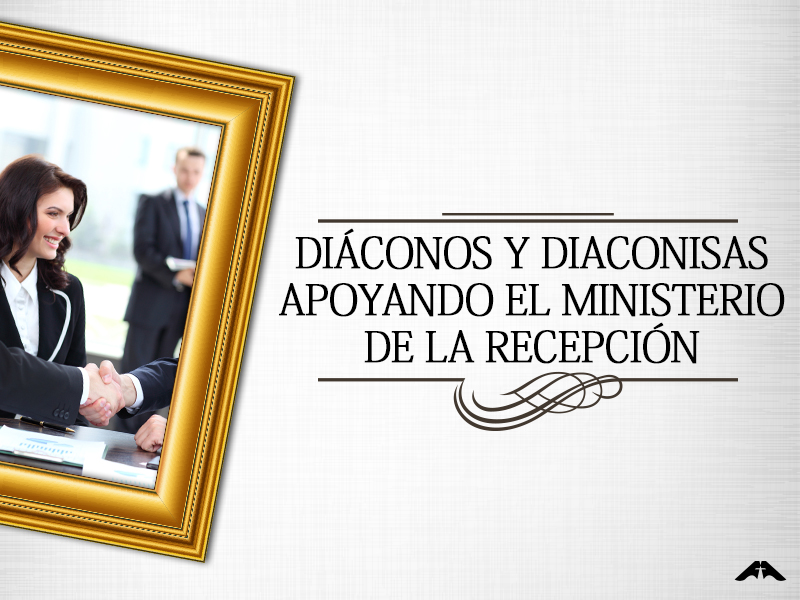 DIÁCONOS Y DIACONISAS
APOYANDO EL MINISTERIO
DE LA RECEPCIÓN